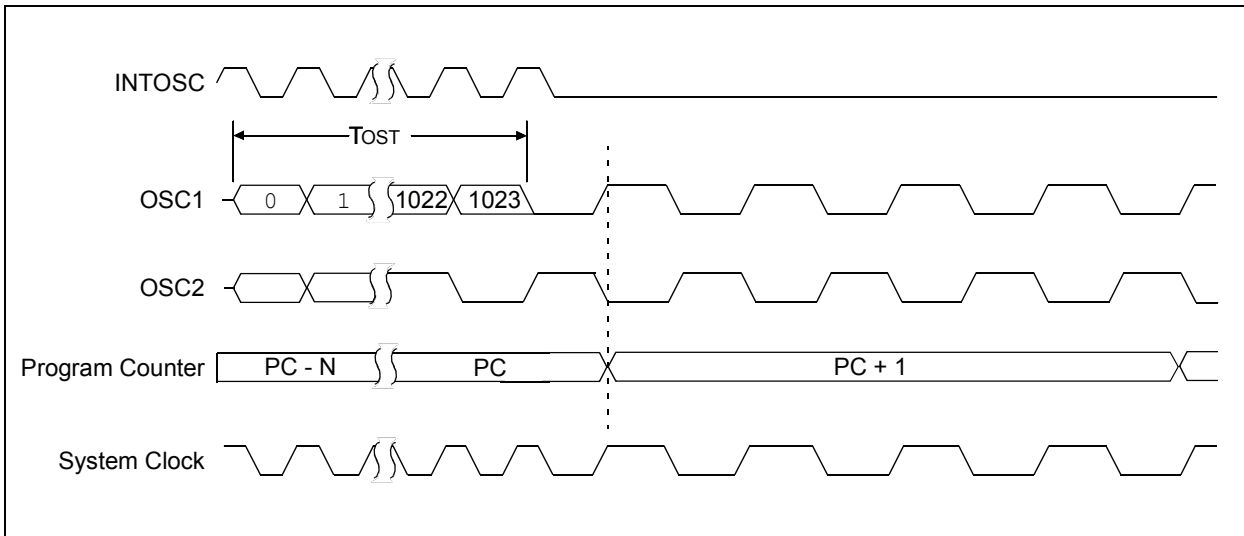 INTOSC
TOST
OSC1 0 1 1022 1023
OSC2
Program Counter PC - N PC PC + 1
System Clock